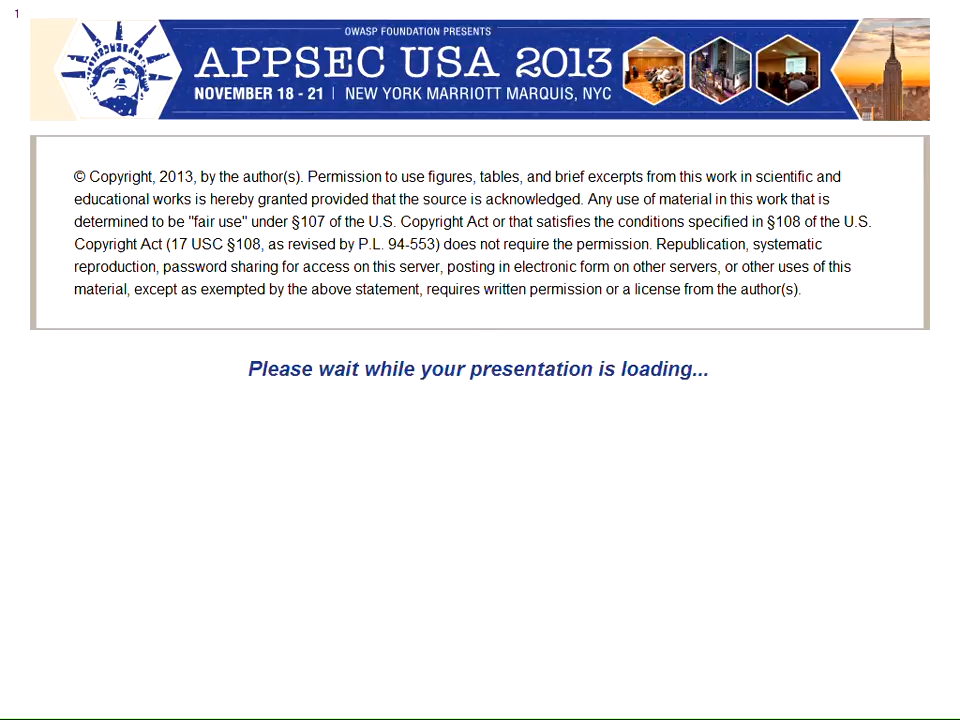 1
OWASP FOUNDATION PRESENTS
APPSEC USA 2013
NOVEMBER 18 - 21 | NEW YORK MARRIOTT MARQUIS, NYC
© Copyright, 2013, by the author(s). Permission to use figures, tables, and brief excerpts from this work in scientific and
educational works is hereby granted provided that the source is acknowledged. Any use of material in this work that is
determined to be "fair use" under §107 of the U.S. Copyright Act or that satisfies the conditions specified in §108 of the U.S.
Copyright Act (17 USC §108, as revised by P.L. 94-553) does not require the permission. Republication, systematic
reproduction, password sharing for access on this server, posting in electronic form on other servers, or other uses of this
material, except as exempted by the above statement, requires written permission or a license from the author(s).
Please wait while your presentation is loading...